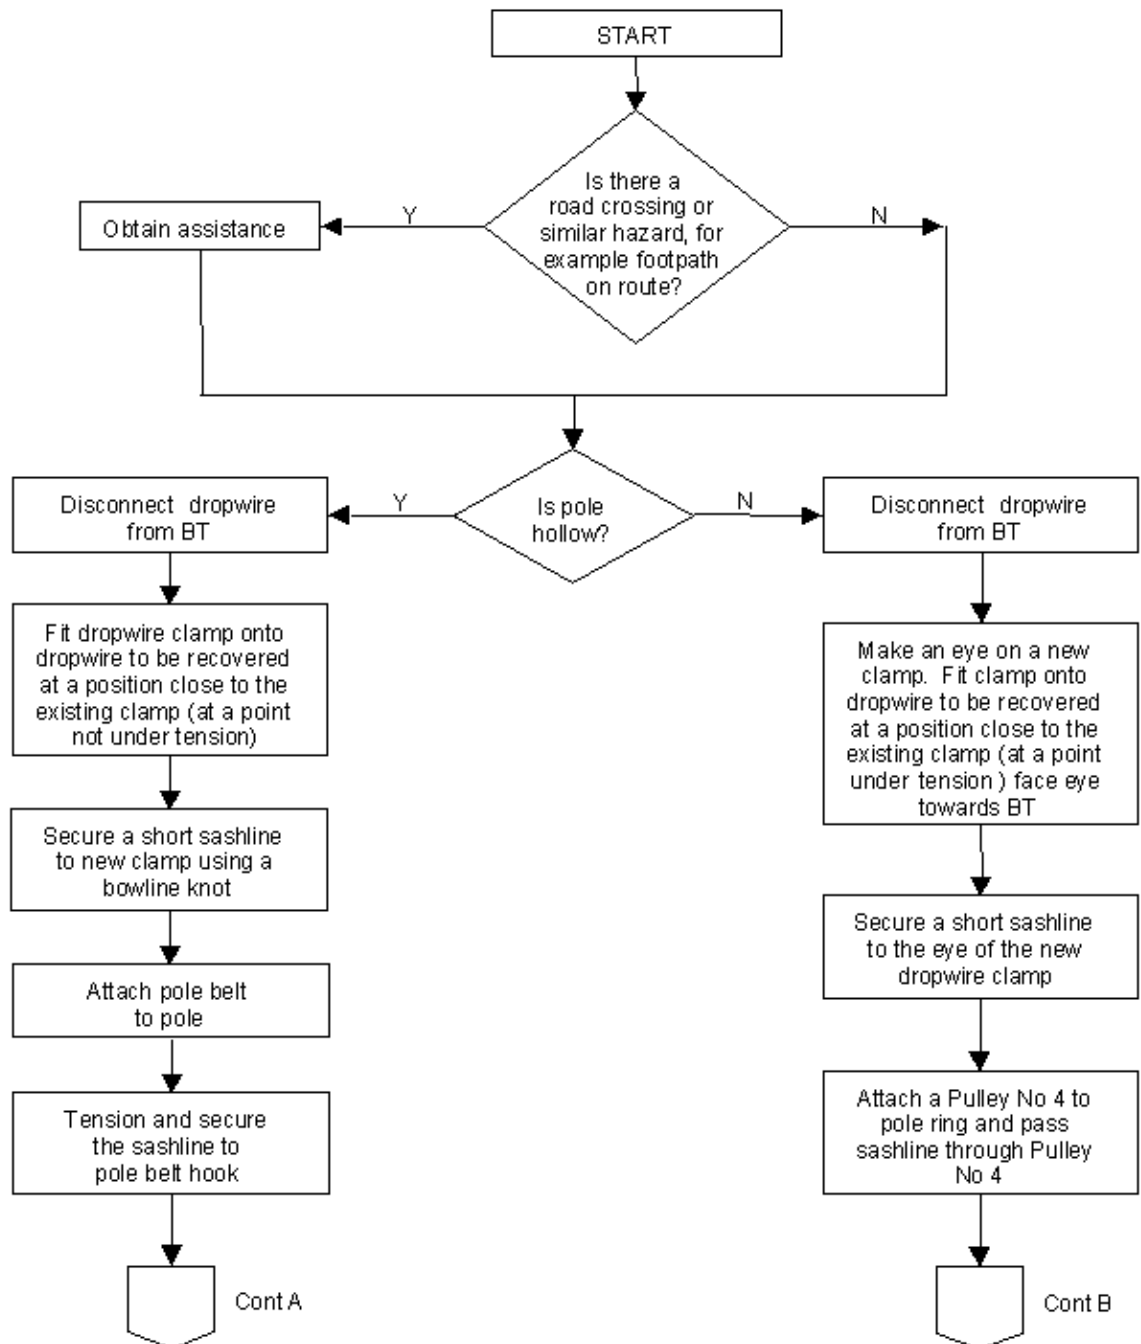 START
Is there a
road crossing or
similar hazard, for
example footpath
on route?
Y
N
Obtain assistance
Is pole
hollow?
Y
N
Disconnect dropwire
from BT
Fit dropwire clamp onto
dropwire to be recovered
at a position close to the
existing clamp (at a point
not under tension)
Secure a short sashline
to new clamp using a
bowline knot
Attach pole belt
to pole
Tension and secure
the sashline to
pole belt hook
Cont A
Disconnect dropwire
from BT
Make an eye on a new
clamp. Fit clamp onto
dropwire to be recovered
at a position close to the
existing clamp (at a point
under tension ) face eye
towards BT
Secure a short sashline
to the eye of the new
dropwire clamp
Attach a Pulley No 4 to
pole ring and pass
sashline through Pulley
No 4
Cont B